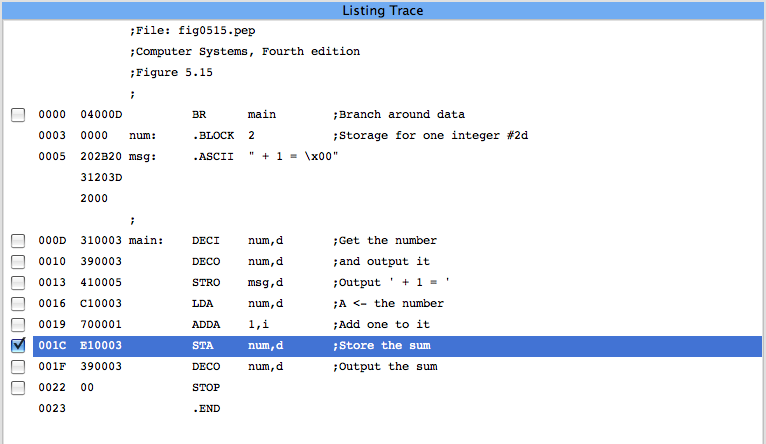 Listing Trace
;File: fig0515.pep
;Computer Systems, Fourth edition
;Figure 5.15
;
0000 04000D BR main ;Branch around data
0003 0000 num: .BLOCK 2 ;Storage for one integer #2d
0005 202B20 msg: .ASCII " + 1 = \x00"
31203D
2000
;
000D 310003 main: DECI num,d ;Get the number
0010 390003 DECO num,d ;and output it
0013 410005 STRO msg,d ;Output ' + 1 = '
0016 C10003 LDA num,d ;A <- the number
0019 700001 ADDA 1,i ;Add one to it
001C E10003 STA num,d ;Store the sum
001F 390003 DECO num,d ;Output the sum
0022 00 STOP
0023 .END